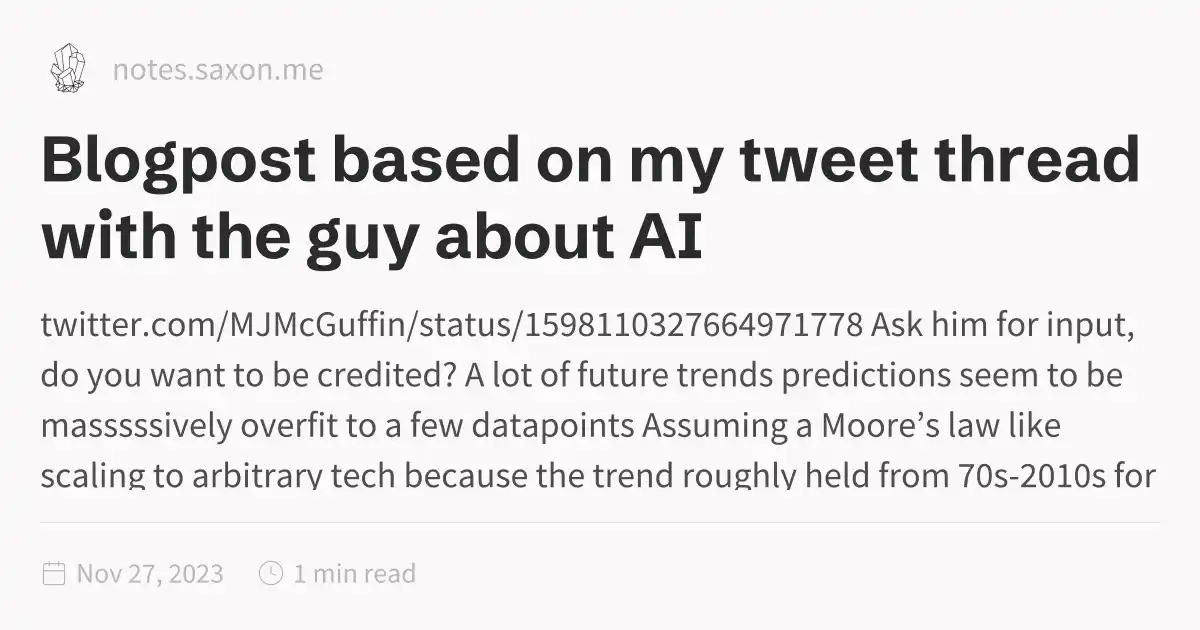 notes.saxon.me
Blogpost based on my tweet thread
with the guy about AI
twitter.com/MJMcGuffin/status/1598110327664971778 Ask him for input,
do you want to be credited? A lot of future trends predictions seem to be
masssssively overfit to a few datapoints Assuming a Moore’s law like
scaling to arbitrary tech because the trend roughly held from 70s-2010s for
Nov 27, 2023 1 min read